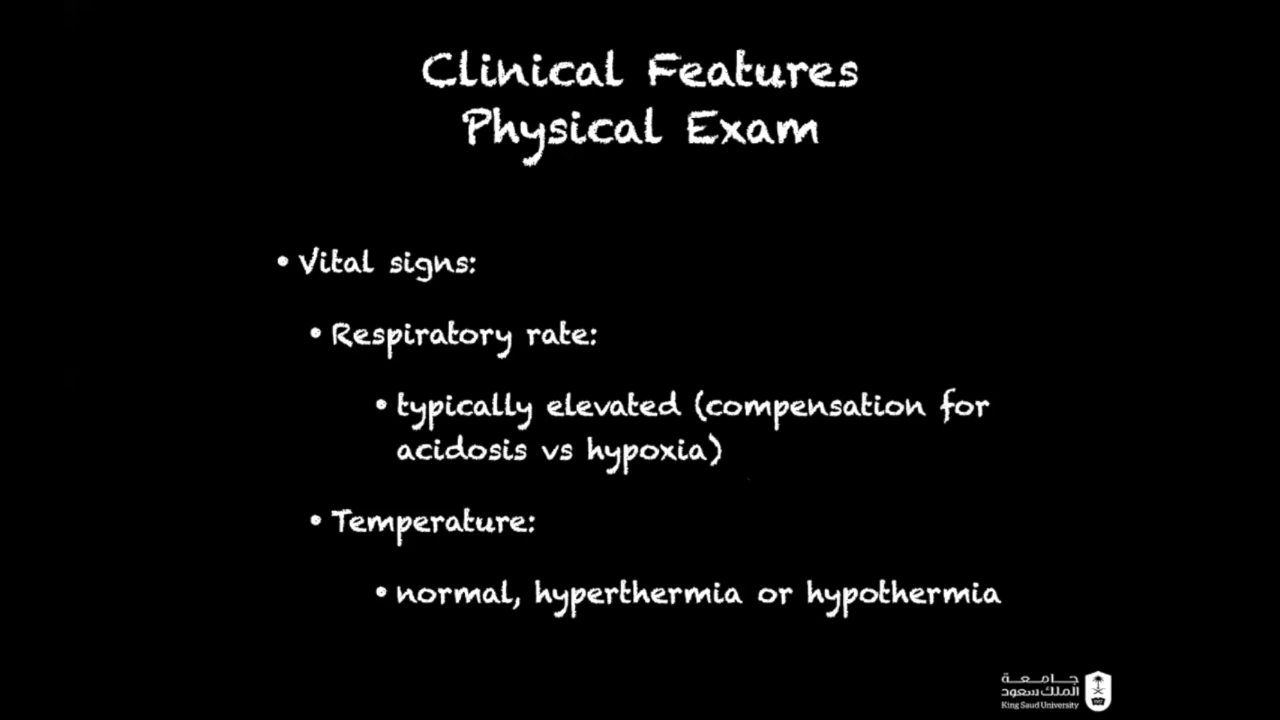 Clinical Features
Physical Exam
• Vital signs:
• Respiratory rate:
• typically elevated (compensation for
acidosis vs hypoxia)
• Temperature:
• normal, hyperthermia or hypothermia
جامعة
الملك سعود
King Saud University